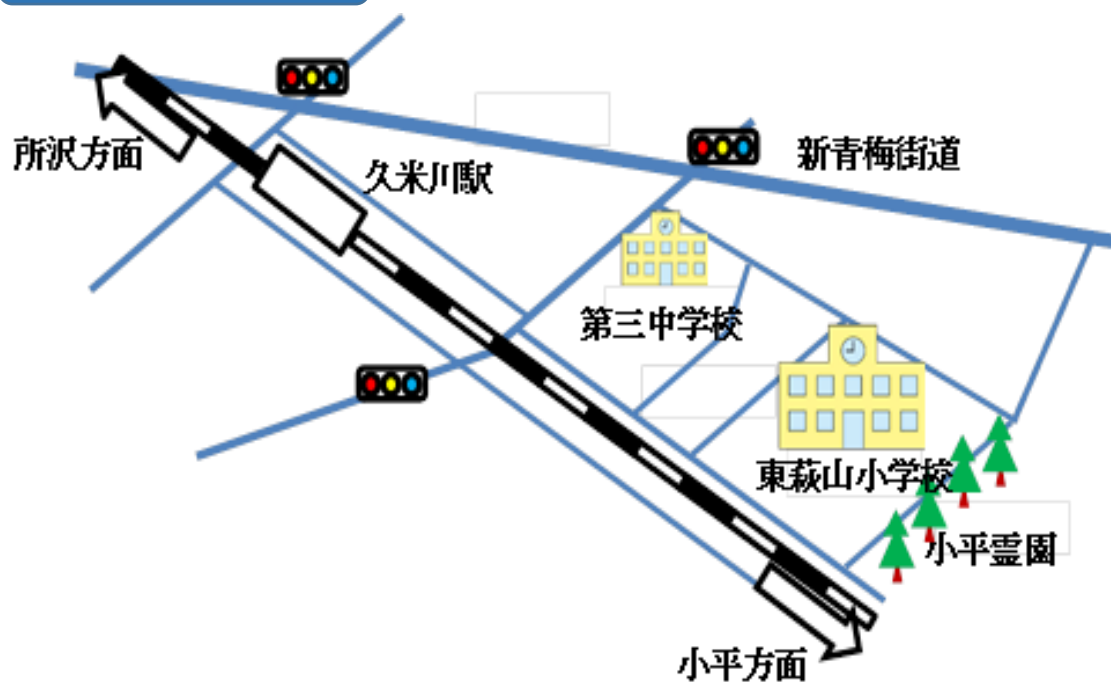 所沢方面
久米川駅
新青梅街道
第三中学校
東萩山小学校
小平霊園
小平方面